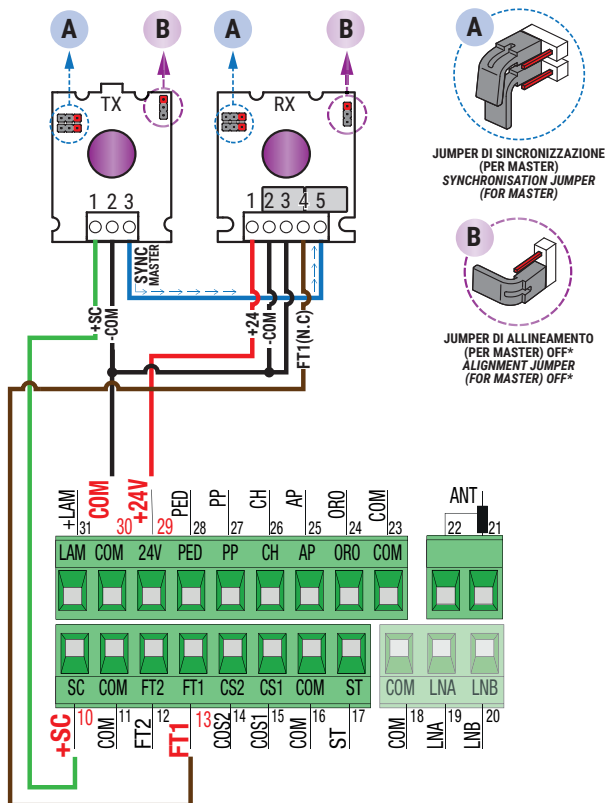 A
B
A
B
A
TX
RX
1 2 3
1 2 3 4 5
JUMPER DI SINCRONIZZAZIONE
(PER MASTER)
SYNCHRONISATION JUMPER
(FOR MASTER)
B
JUMPER DI ALLINEAMENTO
(PER MASTER) OFF*
ALIGNMENT JUMPER
(FOR MASTER) OFF*
+SC
-COM
SYNC
MASTER
+24
-COM
FT1(N.C)
+LAM
COM
+24V
PED
PP
CH
AP
ORO
COM
ANT
31 30 29 28 27 26 25 24 23 22 21
LAM COM 24V PED PP CH AP ORO COM
SC COM FT2 FT1 CS2 CS1 COM ST COM LNA LNB
10 11 12 13 14 15 16 17 18 19 20
+SC
COM
FT2
FT1
COS2
COS1
COM
ST
COM
LNA
LNB